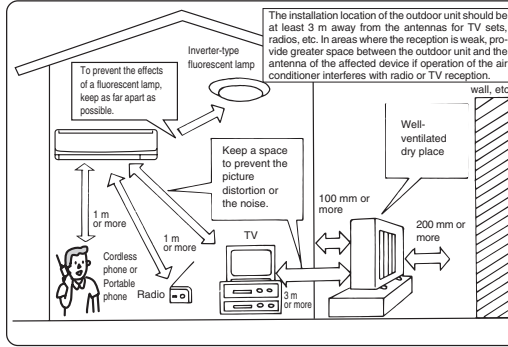 The installation location of the outdoor unit should be
at least 3 m away from the antennas for TV sets,
radios, etc. In areas where the reception is weak, pro-
vide greater space between the outdoor unit and the
antenna of the affected device if operation of the air
conditioner interferes with radio or TV reception.
wall, etc
Inverter-type
fluorescent lamp
To prevent the effects
of a fluorescent lamp,
keep as far apart as
possible.
Well-
ventilated
dry place
Keep a space
to prevent the
picture
distortion or
the noise.
100 mm or
more
200 mm or
more
1 m
or more
1 m
or more
TV
Cordless
phone or
Portable
phone
Radio
3 m
or more